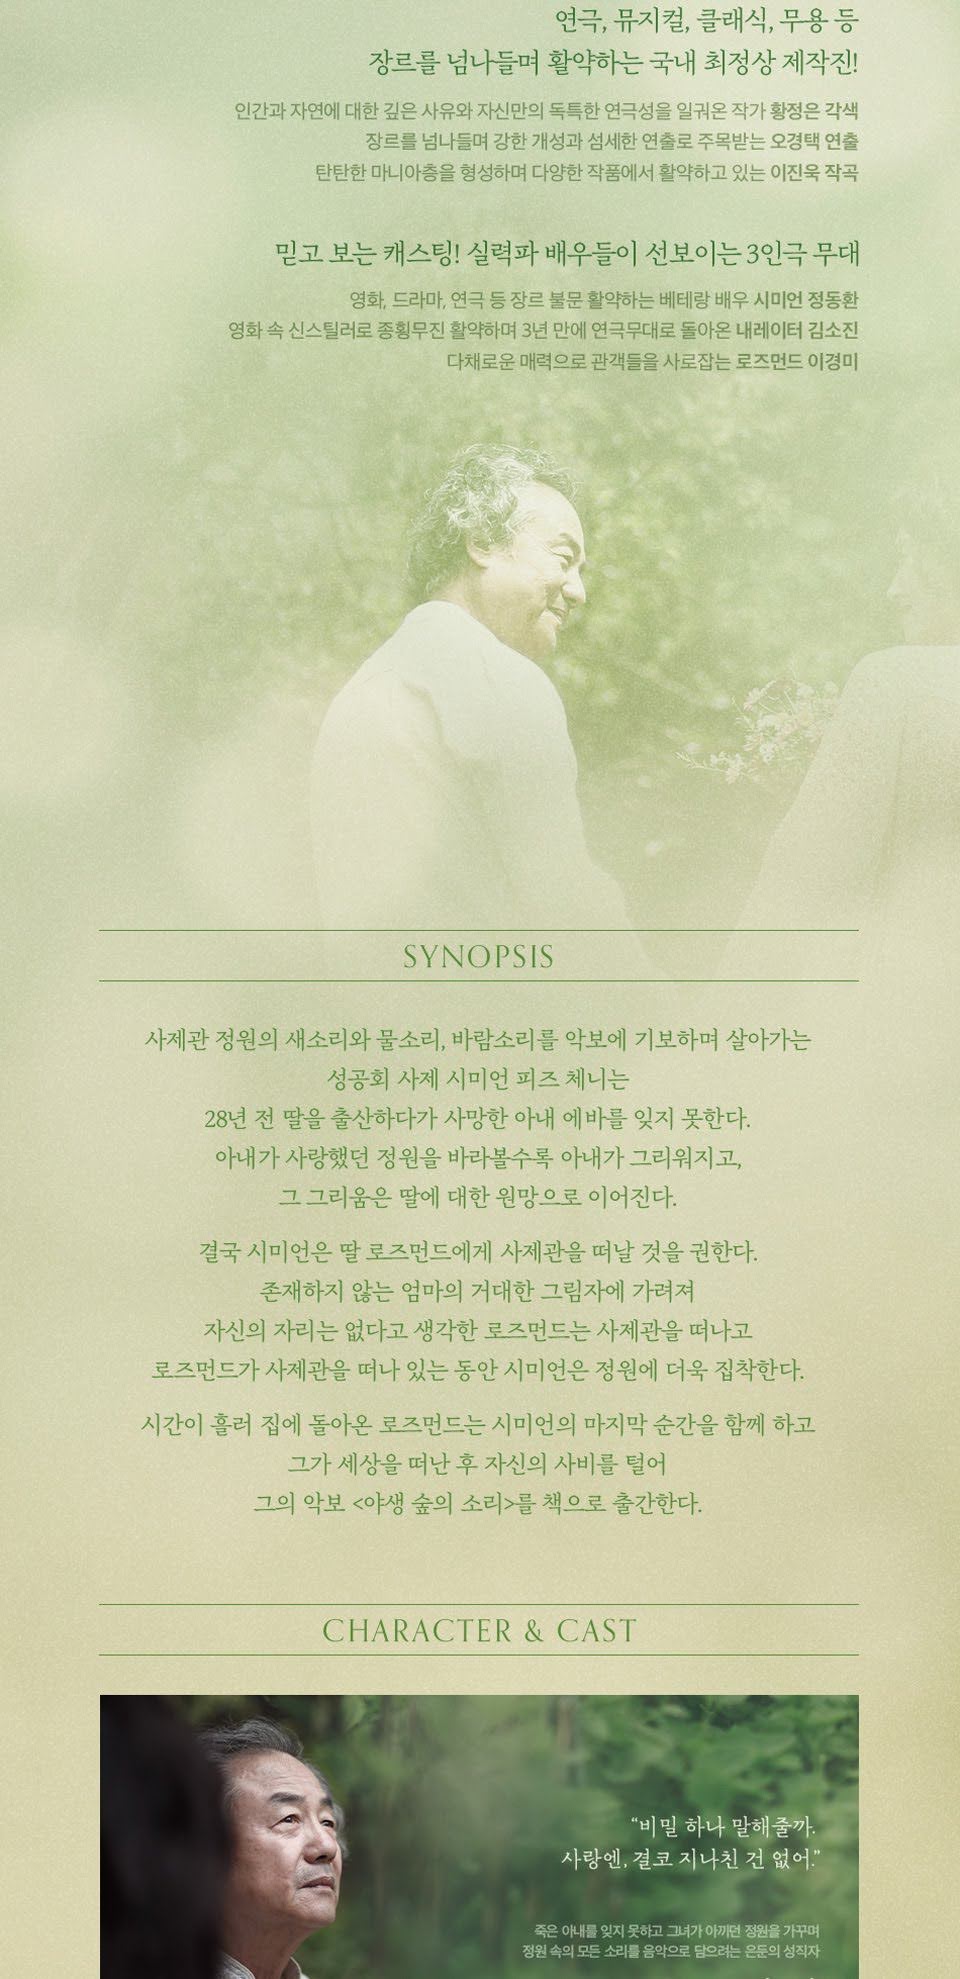 연극, 뮤지컬, 클래식, 무용 등
장르를 넘나들며 활약하는 국내 최정상 제작진!
인간과 자연에 대한 깊은 사유와 자신만의 독특한 연극성을 일궈온 작가 황정은 각색
장르를 넘나들며 강한 개성과 섬세한 연출로 주목받는 오경택 연출
탄탄한 마니아층을 형성하며 다양한 작품에서 활약하고 있는 이진욱 작곡
믿고 보는 캐스팅! 실력파 배우들이 선보이는 3인극 무대
영화, 드라마, 연극 등 장르 불문 활약하는 베테랑 배우 시미언 정동환
영화 속 신스틸러로 종횡무진 활약하며 3년 만에 연극무대로 돌아온 내레이터 김소진
다채로운 매력으로 관객들을 사로잡는 로즈먼드 이경미
SYNOPSIS
사제관 정원의 새소리와 물소리, 바람소리를 악보에 기보하며 살아가는
성공회 사제 시미언 피즈 체니는
28년 전 딸을 출산하다가 사망한 아내 에바를 잊지 못한다.
아내가 사랑했던 정원을 바라볼수록 아내가 그리워지고,
그 그리움은 딸에 대한 원망으로 이어진다.
결국 시미언은 딸 로즈먼드에게 사제관을 떠날 것을 권한다.
존재하지 않는 엄마의 거대한 그림자에 가려져
자신의 자리는 없다고 생각한 로즈먼드는 사제관을 떠나고
로즈먼드가 사제관을 떠나 있는 동안 시미언은 정원에 더욱 집착한다.
시간이 흘러 집에 돌아온 로즈먼드는 시미언의 마지막 순간을 함께 하고
그가 세상을 떠난 후 자신의 사비를 털어
그의 악보 <야생 숲의 소리>를 책으로 출간한다.
CHARACTER & CAST
“비밀 하나 말해줄까.
사랑엔, 결코 지나친 건 없어.”
죽은 아내를 잊지 못하고 그녀가 아끼던 정원을 가꾸며
정원 속의 모든 소리를 음악으로 담으려는 은둔의 성직자